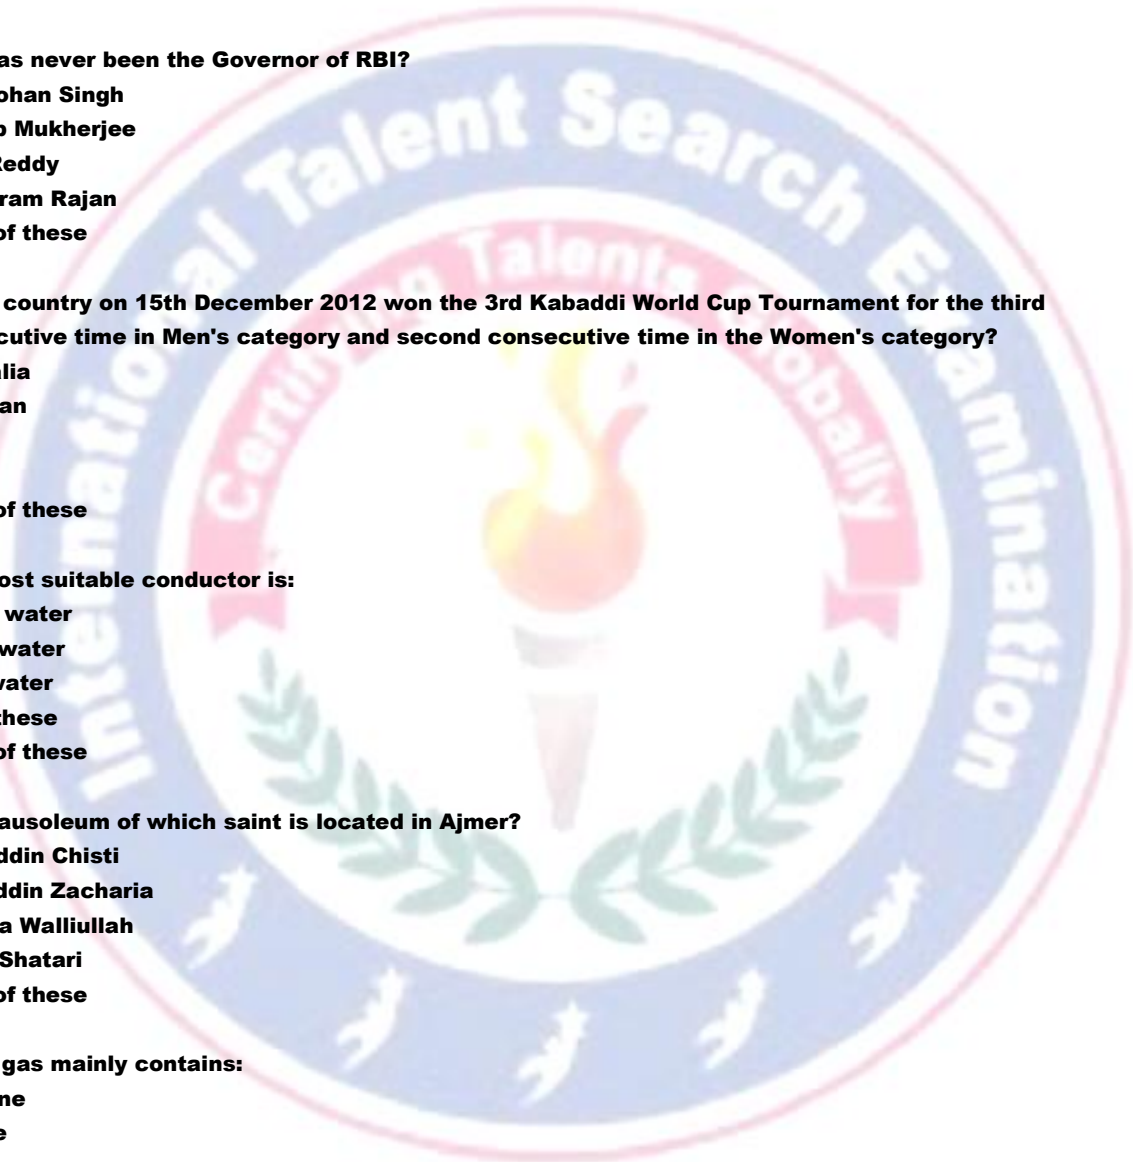 as never been the Governor of RBI?
ohan Singh
Mukherjee
Reddy
ram Rajan
of these
country on 15th December 2012 won the 3rd Kabaddi World Cup Tournament for the third
cutive time in Men's category and second consecutive time in the Women's category?
lia
an
of these
ost suitable conductor is:
water
water
water
these
of these
ausoleum of which saint is located in Ajmer?
ddin Chisti
ddin Zacharia
a Walliullah
Shatari
of these
gas mainly contains:
ne
e
International Talent Search Examination
Certifying Talents Globally